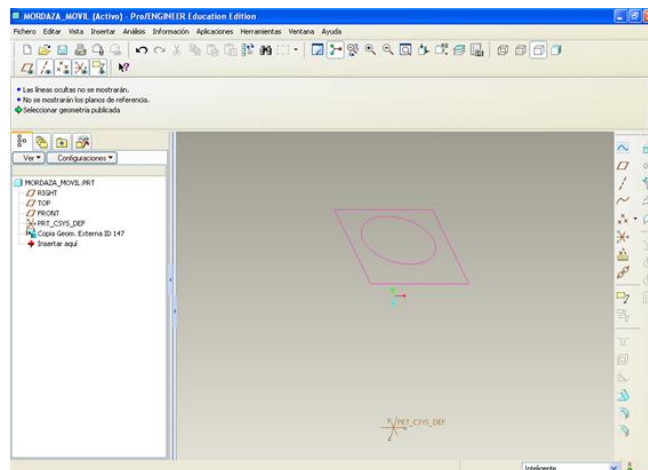 MORDAZA_MOVIL (Activo) - Pro/ENGINEER Education Edition
Fichero Editar Vista Insertar Análisis Información Aplicaciones Herramientas Ventana Ayuda
Las líneas ocultas no se mostrarán.
No se mostrarán los planos de referencia.
Seleccionar geometría publicada
Ver Configuraciones
MORDAZA_MOVIL.PRT
RIGHT
TOP
FRONT
PRT_CSYS_DEF
Copia Geom. Externa ID 147
Insertar aquí
PRT_CSYS_DEF
Inteligente